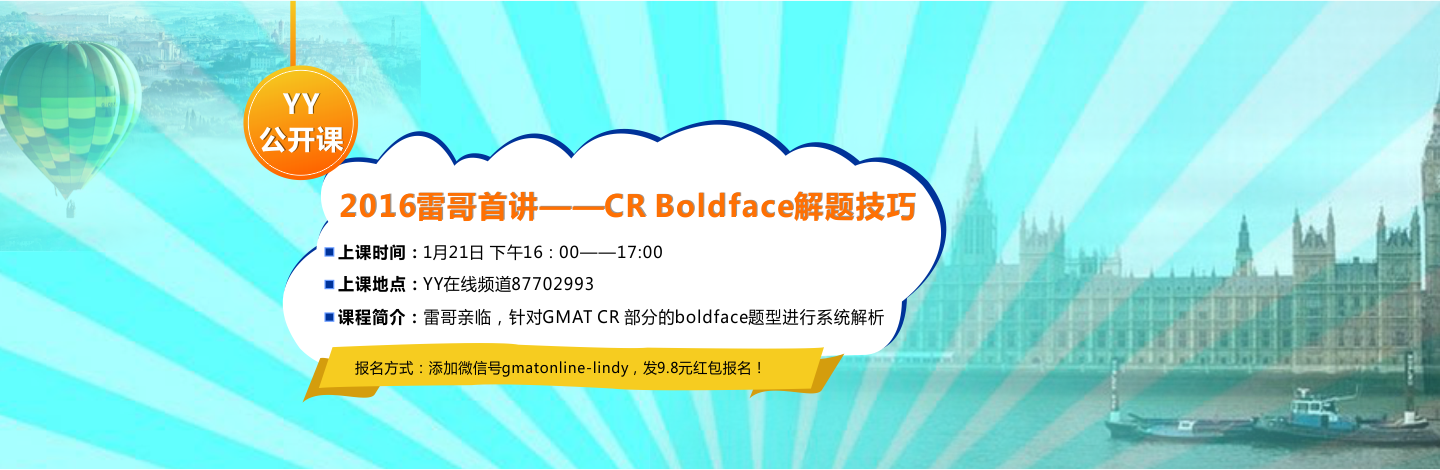 YY
公开课
2016雷哥首讲——CR Boldface解题技巧
上课时间：1月21日 下午16：00——17:00
上课地点：YY在线频道87702993
课程简介：雷哥亲临，针对GMAT CR 部分的boldface题型进行系统解析
报名方式：添加微信号gmatonline-lindy，发9.8元红包报名！